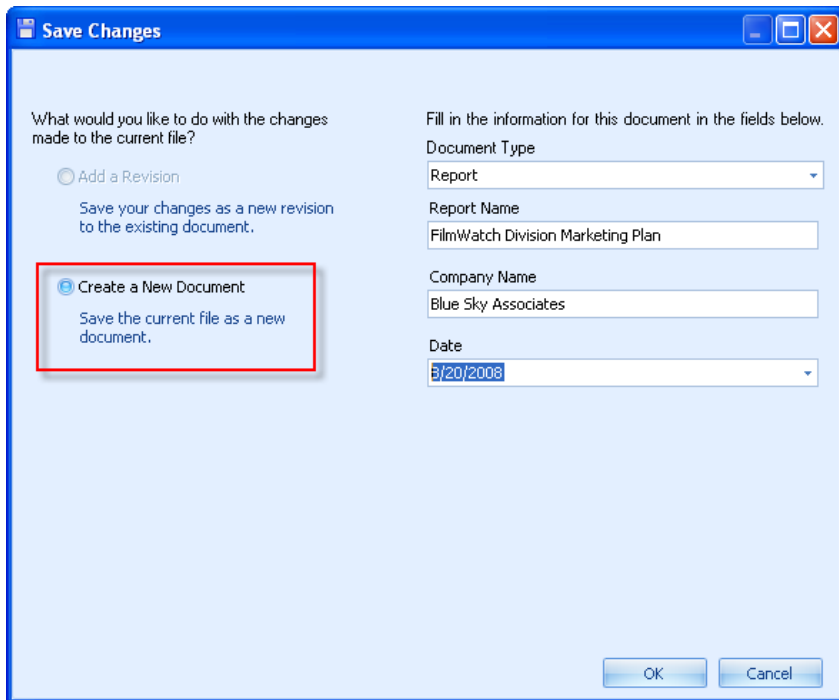 Save Changes
What would you like to do with the changes
made to the current file?
Add a Revision
Save your changes as a new revision
to the existing document.
Create a New Document
Save the current file as a new
document.
Fill in the information for this document in the fields below.
Document Type
Report
Report Name
FilmWatch Division Marketing Plan
Company Name
Blue Sky Associates
Date
8/20/2008
OK
Cancel